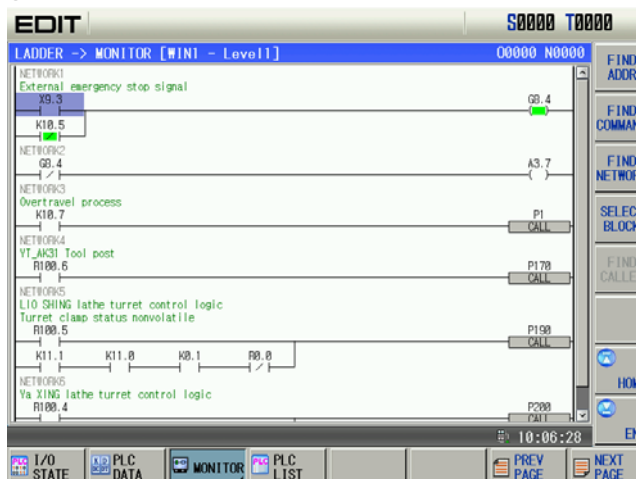 EDIT S0000 T0000
LADDER -> MONITOR [WIN1 - Level1] O0000 N0000
NETWORK1
External emergency stop signal
X9.3 G8.4
K10.5
NETWORK2
G8.4 A3.7
NETWORK3
Overtravel process
K10.7 P1
CALL
NETWORK4
YT_AK31 Tool post
R100.6 P170
CALL
NETWORK5
LIO SHING lathe turret control logic
Turret clamp status nonvolatile
R100.5 P190
CALL
K11.1 K11.0 K0.1 R0.0
NETWORK6
Ya XING lathe turret control logic
R100.4 P200
CALL
10:06:28
FIND
ADDR
FIND
COMMAN
FIND
NETWOR
SELEC
BLOCK
FIND
CALLE
HOM
EN
I/O
STATE
PLC
DATA
MONITOR
PLC
LIST
PREV
PAGE
NEXT
PAGE